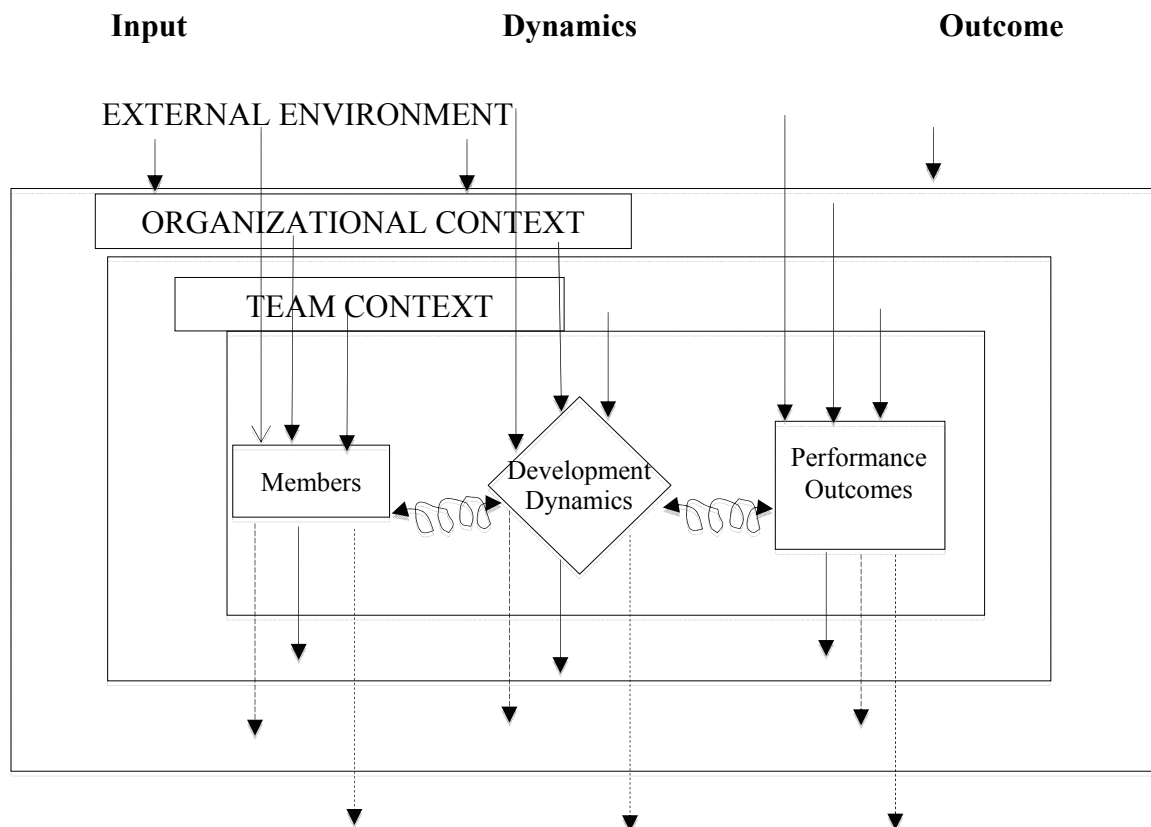 Input Dynamics Outcome
EXTERNAL ENVIRONMENT
ORGANIZATIONAL CONTEXT
TEAM CONTEXT
Members
Development
Dynamics
Performance
Outcomes